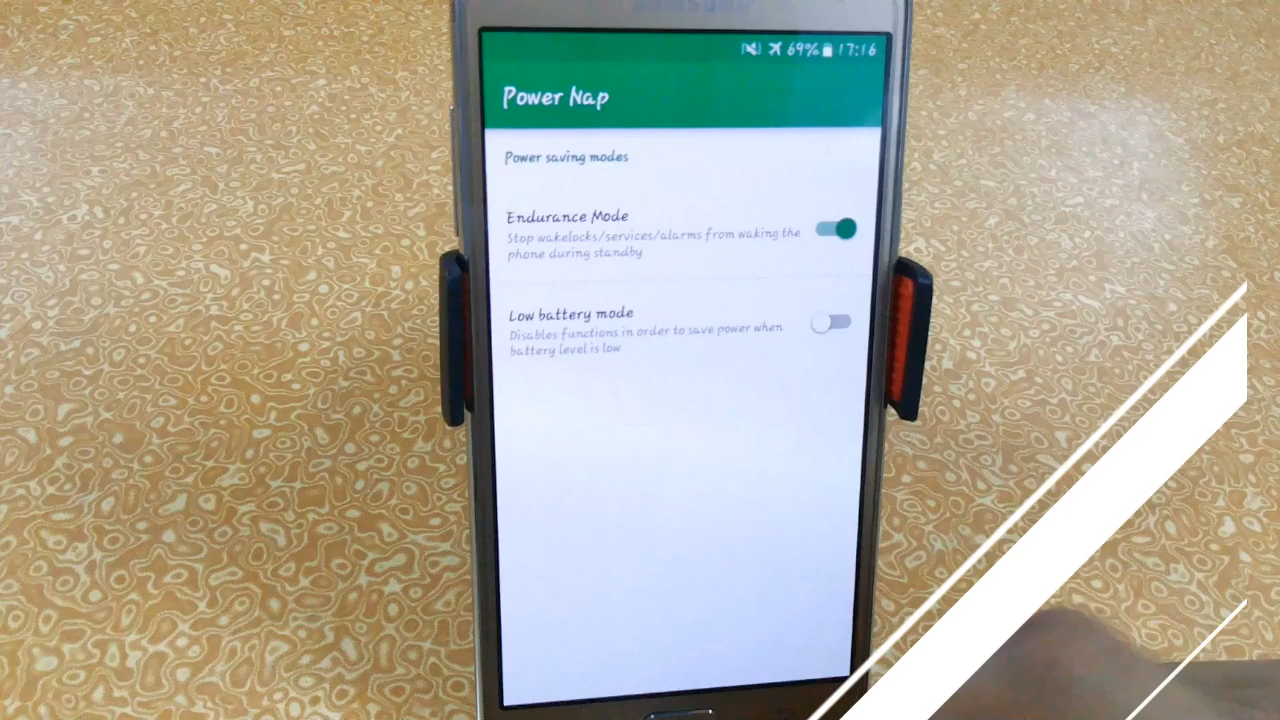 SAMSUNG
69% 17:16
Power Nap
Power saving modes
Endurance Mode
Stop wakelocks/services/alarms from waking the
phone during standby
Low battery mode
Disables functions in order to save power when
battery level is low